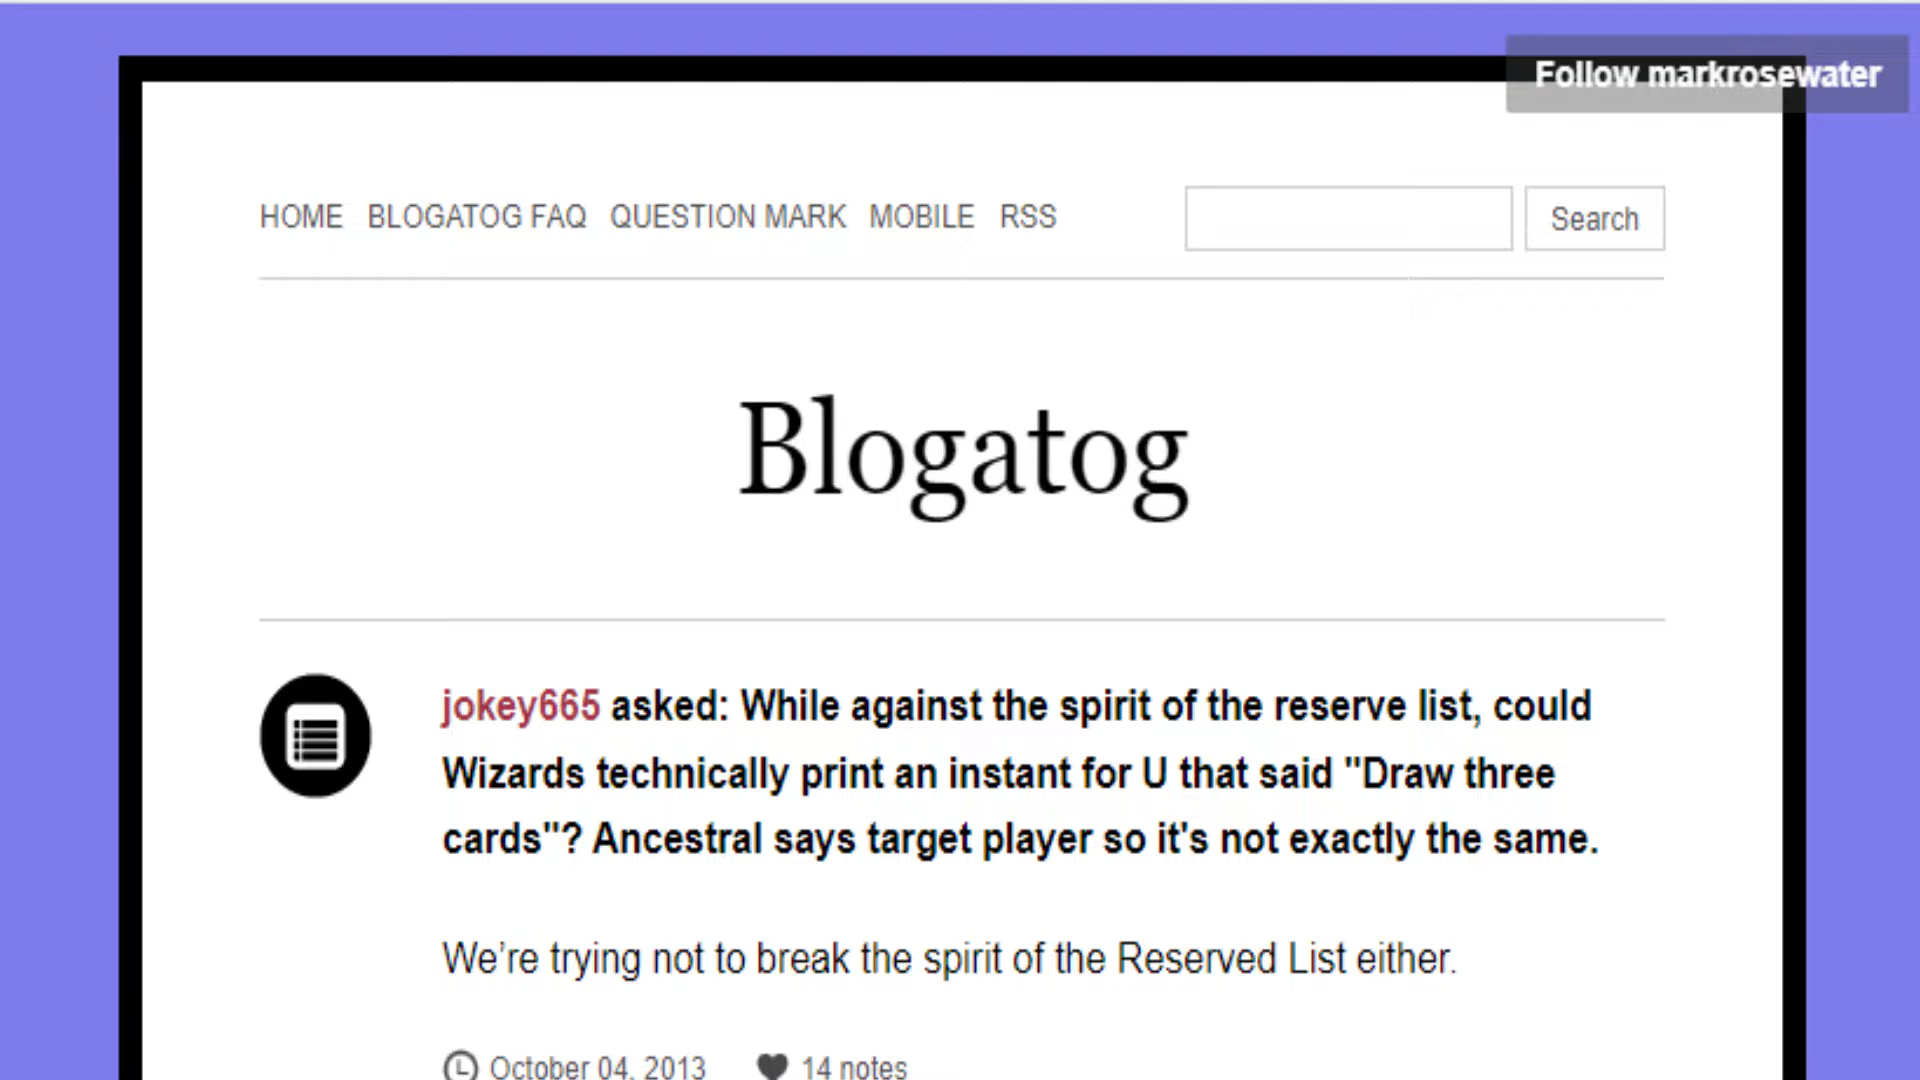 Follow markrosewater
HOME BLOGATOG FAQ QUESTION MARK MOBILE RSS
Search
Blogatog
jokey665 asked: While against the spirit of the reserve list, could
Wizards technically print an instant for U that said "Draw three
cards"? Ancestral says target player so it's not exactly the same.
We’re trying not to break the spirit of the Reserved List either.
October 04, 2013 14 notes